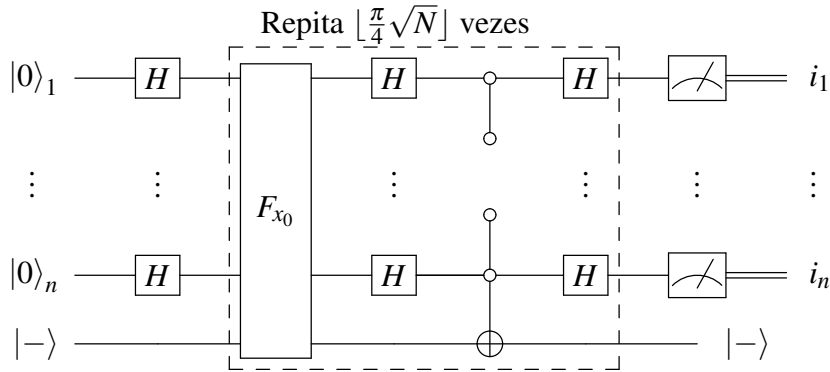 Repita ⌊π/4 √N⌋ vezes
|0⟩₁ H H H i₁
⋮ ⋮ F_{x₀} ⋮ ⋮ ⋮ ⋮
|0⟩ₙ H H H iₙ
|−⟩ |−⟩